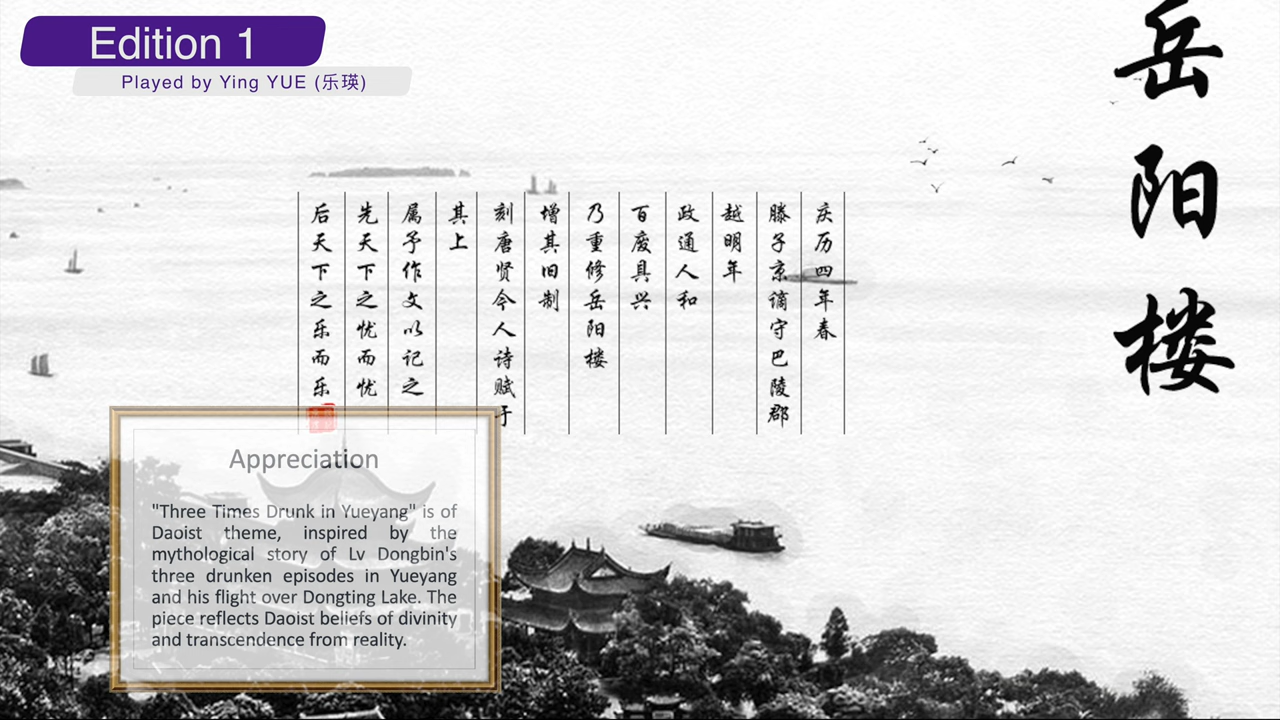 Edition 1
Played by Ying YUE (乐瑛)
岳阳楼
庆历四年春
滕子京谪守巴陵郡
越明年
政通人和
百废具兴
乃重修岳阳楼
增其旧制
刻唐贤今人诗赋于
其上
属予作文以记之
先天下之忧而忧
后天下之乐而乐
Appreciation
"Three Times Drunk in Yueyang" is of
Daoist theme, inspired by the
mythological story of Lv Dongbin's
three drunken episodes in Yueyang
and his flight over Dongting Lake. The
piece reflects Daoist beliefs of divinity
and transcendence from reality.